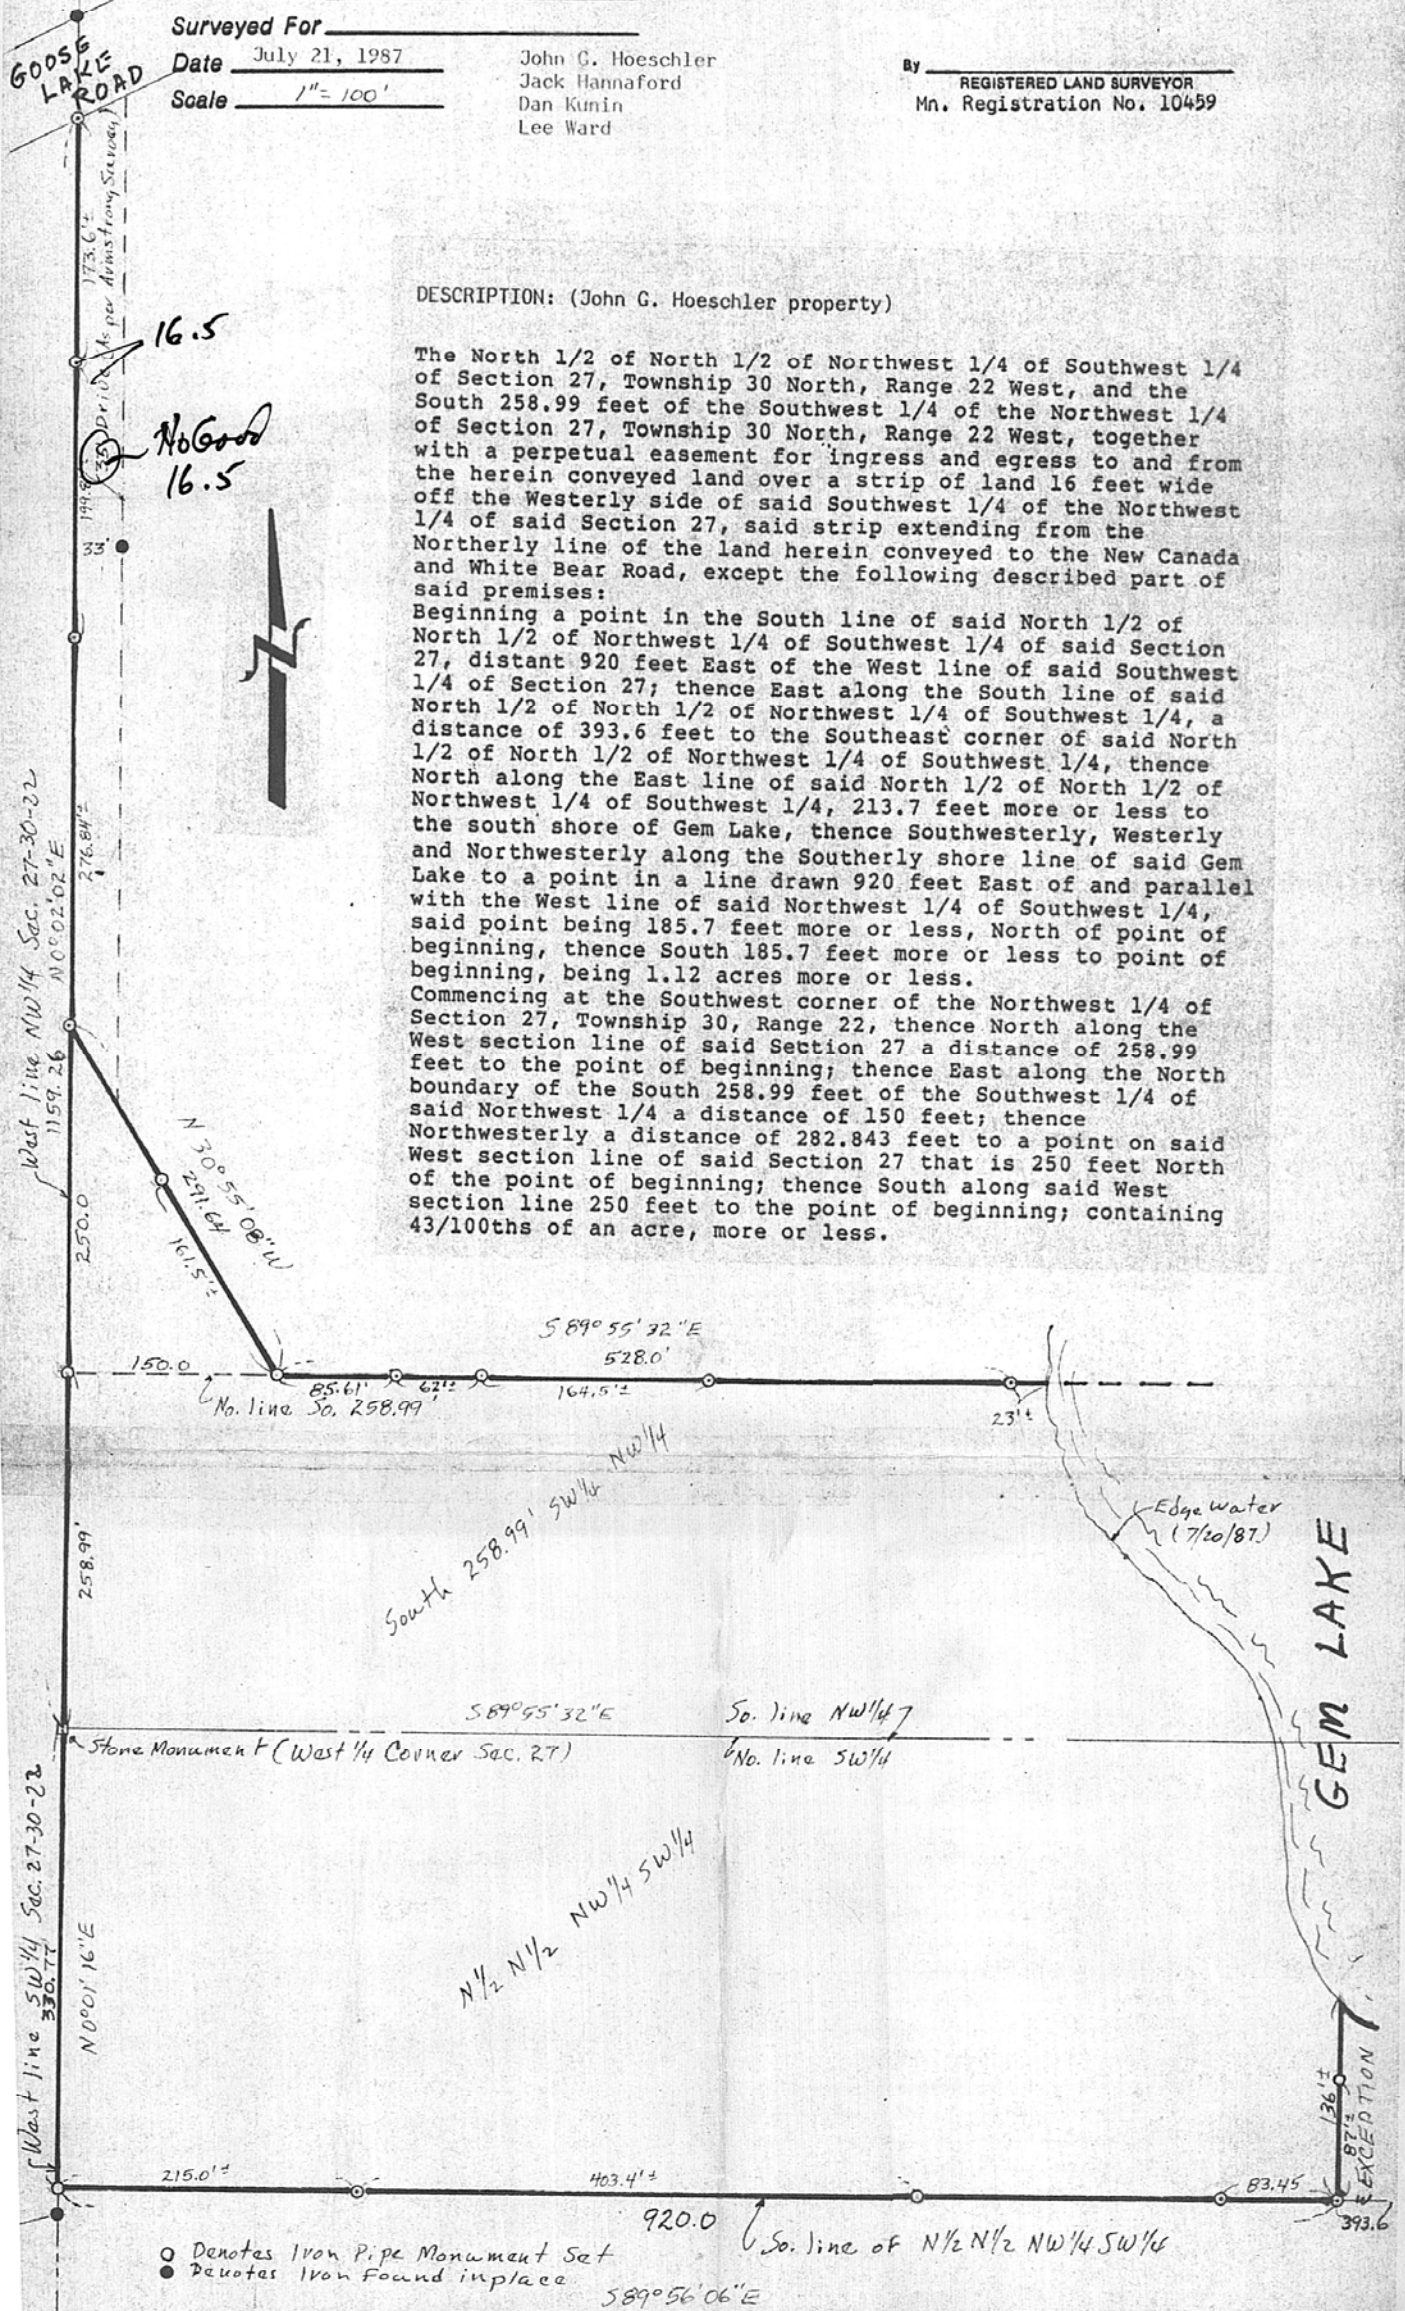 Surveyed For
Date July 21, 1987
Scale 1"= 100'
John G. Hoeschler
Jack Hannaford
Dan Kunin
Lee Ward
By
REGISTERED LAND SURVEYOR
Mn. Registration No. 10459
GOOSE
LAKE
ROAD
173.6'±
Drive (As per Armstrong Survey)
16.5
35'
No Good
16.5
33'
DESCRIPTION: (John G. Hoeschler property)
The North 1/2 of North 1/2 of Northwest 1/4 of Southwest 1/4
of Section 27, Township 30 North, Range 22 West, and the
South 258.99 feet of the Southwest 1/4 of the Northwest 1/4
of Section 27, Township 30 North, Range 22 West, together
with a perpetual easement for ingress and egress to and from
the herein conveyed land over a strip of land 16 feet wide
off the Westerly side of said Southwest 1/4 of the Northwest
1/4 of said Section 27, said strip extending from the
Northerly line of the land herein conveyed to the New Canada
and White Bear Road, except the following described part of
said premises:
Beginning a point in the South line of said North 1/2 of
North 1/2 of Northwest 1/4 of Southwest 1/4 of said Section
27, distant 920 feet East of the West line of said Southwest
1/4 of Section 27; thence East along the South line of said
North 1/2 of North 1/2 of Northwest 1/4 of Southwest 1/4, a
distance of 393.6 feet to the Southeast corner of said North
1/2 of North 1/2 of Northwest 1/4 of Southwest 1/4, thence
North along the East line of said North 1/2 of North 1/2 of
Northwest 1/4 of Southwest 1/4, 213.7 feet more or less to
the south shore of Gem Lake, thence Southwesterly, Westerly
and Northwesterly along the Southerly shore line of said Gem
Lake to a point in a line drawn 920 feet East of and parallel
with the West line of said Northwest 1/4 of Southwest 1/4,
said point being 185.7 feet more or less, North of point of
beginning, thence South 185.7 feet more or less to point of
beginning, being 1.12 acres more or less.
Commencing at the Southwest corner of the Northwest 1/4 of
Section 27, Township 30, Range 22, thence North along the
West section line of said Section 27 a distance of 258.99
feet to the point of beginning; thence East along the North
boundary of the South 258.99 feet of the Southwest 1/4 of
said Northwest 1/4 a distance of 150 feet; thence
Northwesterly a distance of 282.843 feet to a point on said
West section line of said Section 27 that is 250 feet North
of the point of beginning; thence South along said West
section line 250 feet to the point of beginning; containing
43/100ths of an acre, more or less.
West line NW 1/4 Sec. 27-30-22
1159.26 N0°02'02"E
276.84'±
250.0
N 30°55'08"W
291.64
161.5'±
S 89°55'32"E
528.0'
150.0
85.61'
62'±
164.5'±
23'±
No. line So. 258.99'
South 258.99' SW 1/4 NW 1/4
Edge water
(7/20/87)
258.99'
GEM LAKE
S89°55'32"E
So. line NW 1/4
Stone Monument (West 1/4 Corner Sec. 27)
No. line SW 1/4
N 1/2 N 1/2 NW 1/4 SW 1/4
West line SW 1/4 Sec. 27-30-22
330.77
N0°01'16"E
136'±
87'±
EXCEPTION
215.0'±
403.4'±
83.45
393.6
920.0
So. line of N 1/2 N 1/2 NW 1/4 SW 1/4
O Denotes Iron Pipe Monument Set
● Denotes Iron Found inplace
S89°56'06"E